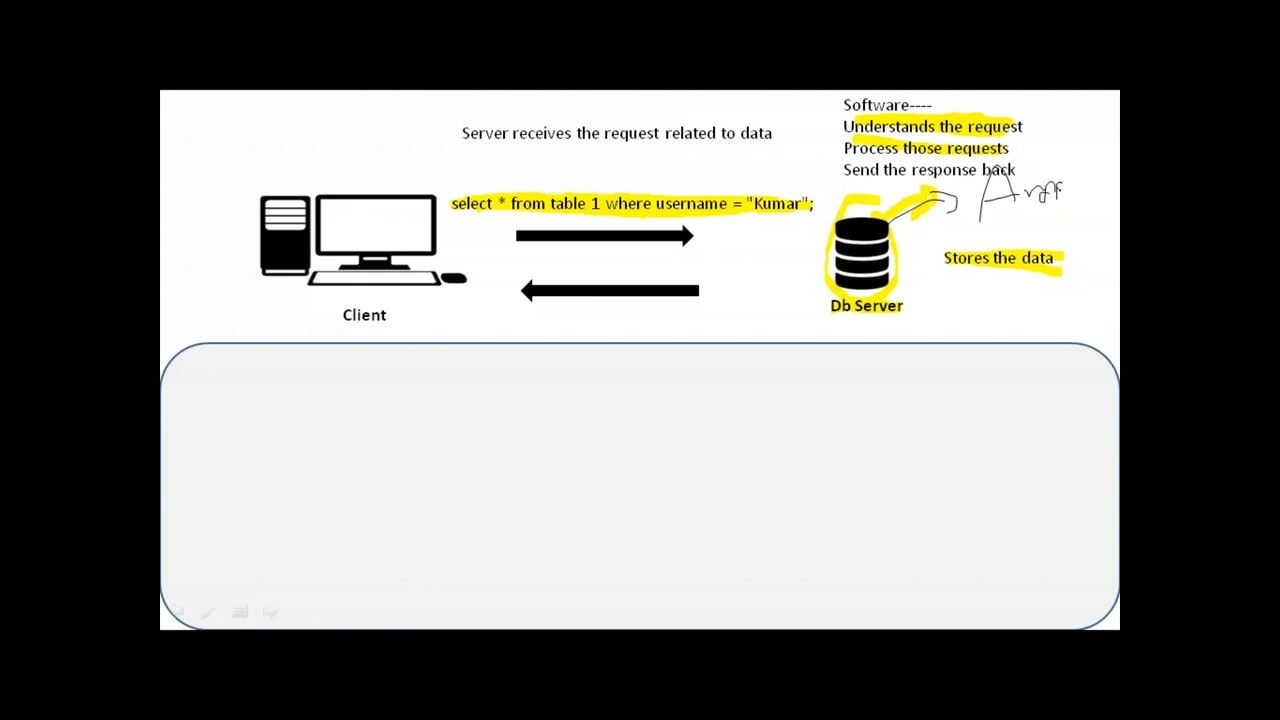 Software----
Understands the request
Process those requests
Send the response back
Server receives the request related to data
select * from table 1 where username = "Kumar";
Stores the data
Db Server
Client